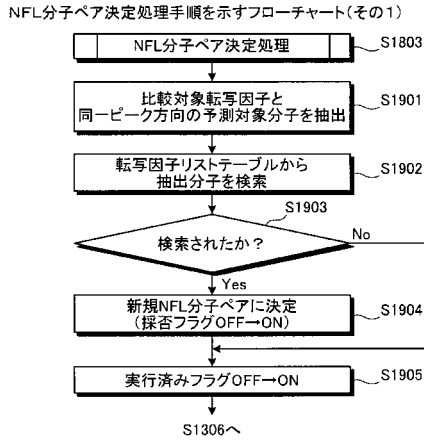 NFL分子ペア決定処理手順を示すフローチャート(その1)
NFL分子ペア決定処理
S1803
比較対象転写因子と
同一ピーク方向の予測対象分子を抽出
S1901
転写因子リストテーブルから
抽出分子を検索
S1902
S1903
検索されたか?
No
Yes
新規NFL分子ペアに決定
(採否フラグOFF→ON)
S1904
実行済みフラグOFF→ON
S1905
S1306へ